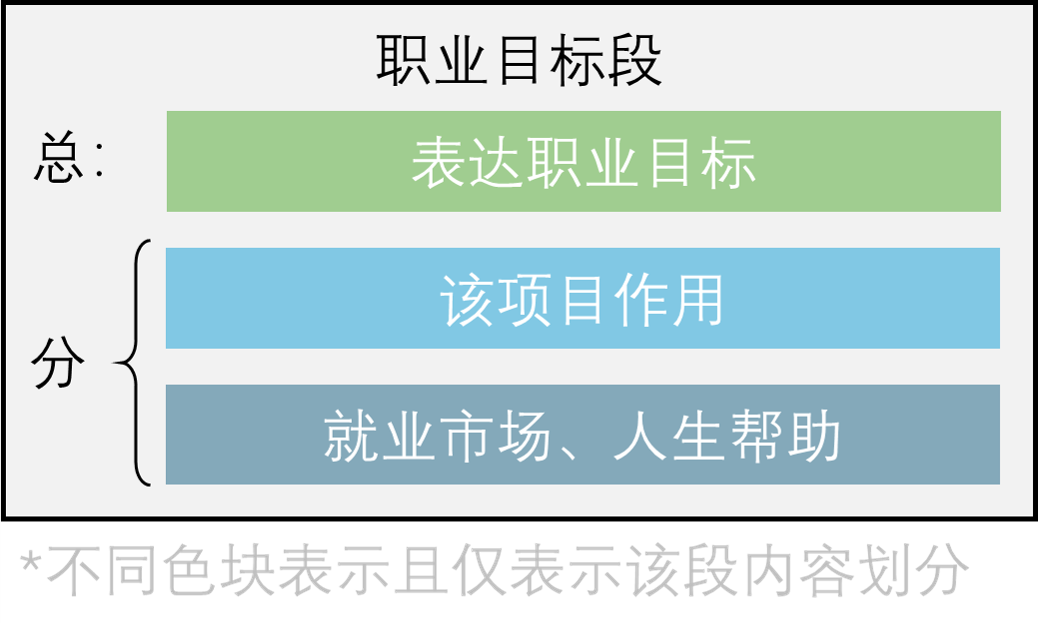 职业目标段
总：
表达职业目标
该项目作用
分
就业市场、人生帮助
*不同色块表示且仅表示该段内容划分